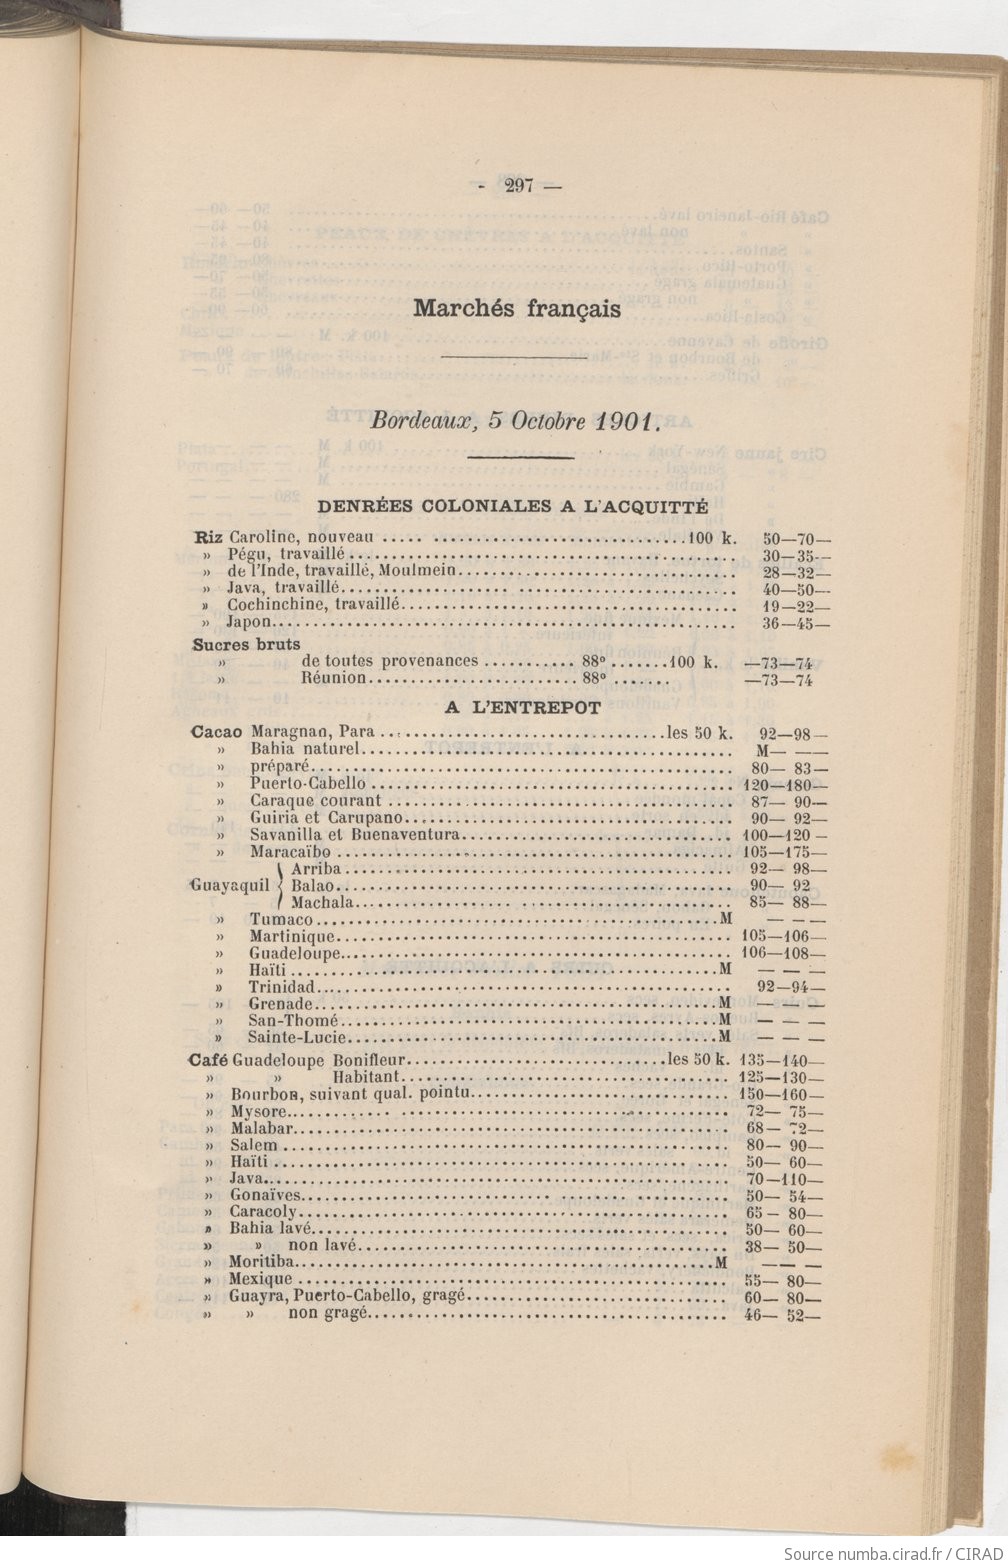 - 297 —
Marchés français
Bordeaux, 5 Octobre 1901.
DENRÉES COLONIALES A L'ACQUITTÉ
Riz Caroline, nouveau ..... ..............................100 k. 50—70—
» Pégu, travaillé.............................................. 30—35—
» de l'Inde, travaillé, Moulmein................................. 28—32—
» Java, travaillé.................... ........................... 40—50—
» Cochinchine, travaillé........................................ 19—22—
» Japon....................................................... 36—45—
Sucres bruts
» de toutes provenances ........... 88° .......100 k. —73—74
» Réunion......................... 88° ....... —73—74
A L'ENTREPOT
Cacao Maragnan, Para ..................................les 50 k. 92—98—
» Bahia naturel............................................ M— ——
» préparé.................................................. 80— 83—
» Puerto-Cabello ........................................... 120—180—
» Caraque courant ......................................... 87— 90—
» Guiria et Carupano....................................... 90— 92—
» Savanilla et Buenaventura................................ 100—120—
» Maracaïbo ............................................... 105—175—
Arriba .............................................. 92— 98—
Guayaquil { Balao............................................... 90— 92
Machala................... ......................... 85— 88—
» Tumaco................................................M — — —
» Martinique............................................... 105—106—
» Guadeloupe............................................... 106—108—
» Haïti ...................................................M — — —
» Trinidad................................................. 92—94—
» Grenade................................................M — — —
» San-Thomé.............................................M — — —
» Sainte-Lucie............................................M — — —
Café Guadeloupe Bonifieur...............................les 50 k. 135—140—
» » Habitant......... ............................. 125—130—
» Bourbon, suivant qual. pointu............................... 150—160—
» Mysore............. ....................................... 72— 75—
» Malabar.................................................... 68— 72—
» Salem ..................................................... 80— 90—
» Haïti ................................................. .... 50— 60—
» Java....................................................... 70—110—
» Gonaïves.............................. ........ ........... 50— 54—
» Caracoly................................................... 65— 80—
» Bahia lavé................................................. 50— 60—
» » non lavé............................................ 38— 50—
» Moritiba..................................................M —— —
» Mexique ................................................... 55— 80—
» Guayra, Puerto-Cabello, gragé............................... 60— 80—
» » non gragé........................................... 46— 52—
Source numba.cirad.fr / CIRAD